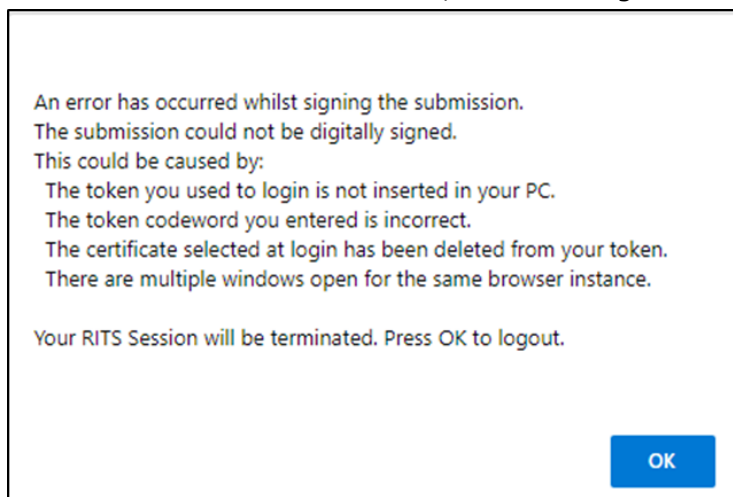 An error has occurred whilst signing the submission.
The submission could not be digitally signed.
This could be caused by:
The token you used to login is not inserted in your PC.
The token codeword you entered is incorrect.
The certificate selected at login has been deleted from your token.
There are multiple windows open for the same browser instance.
Your RITS Session will be terminated. Press OK to logout.
OK